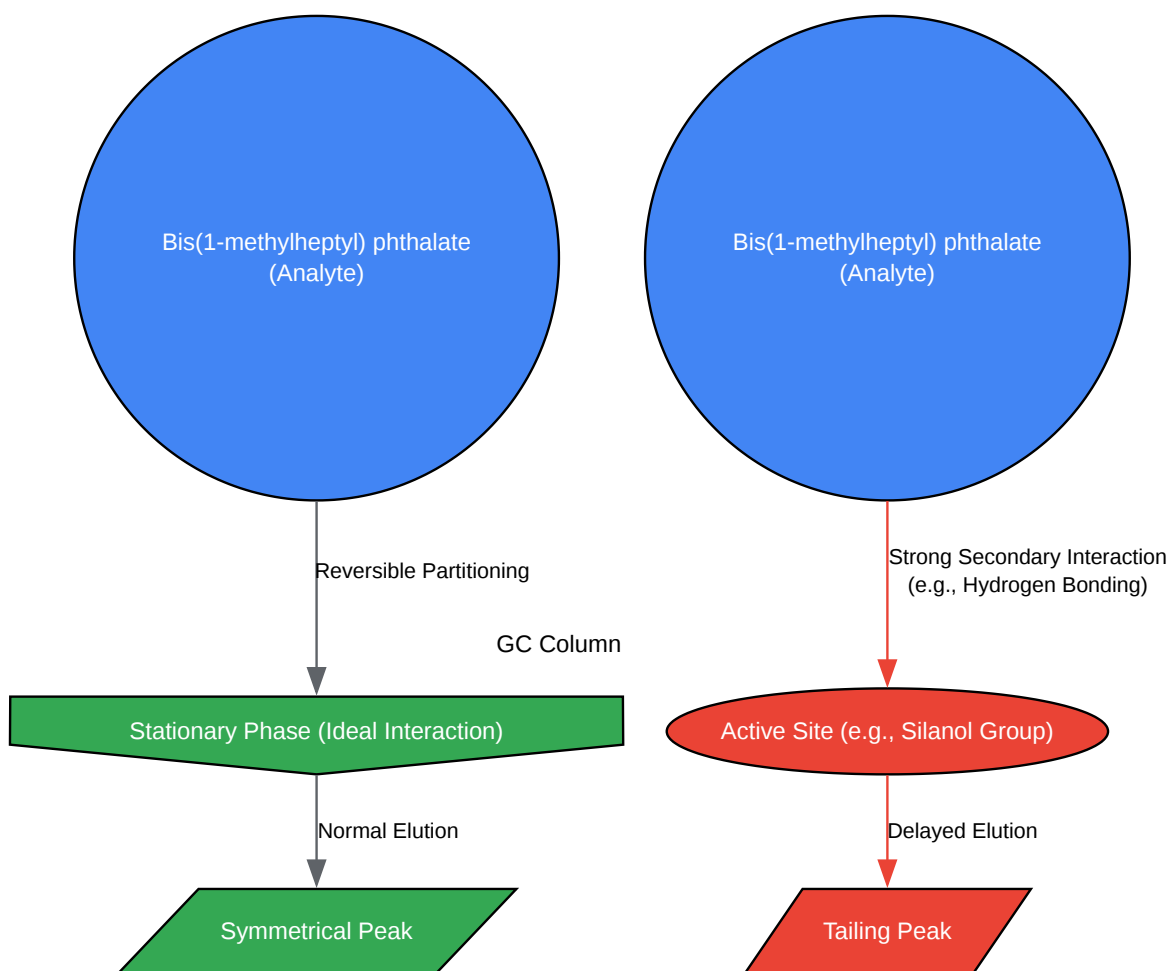 Bis(1-methylheptyl) phthalate
(Analyte)
Bis(1-methylheptyl) phthalate
(Analyte)
Reversible Partitioning
Strong Secondary Interaction
(e.g., Hydrogen Bonding)
GC Column
Stationary Phase (Ideal Interaction)
Active Site (e.g., Silanol Group)
Normal Elution
Delayed Elution
Symmetrical Peak
Tailing Peak